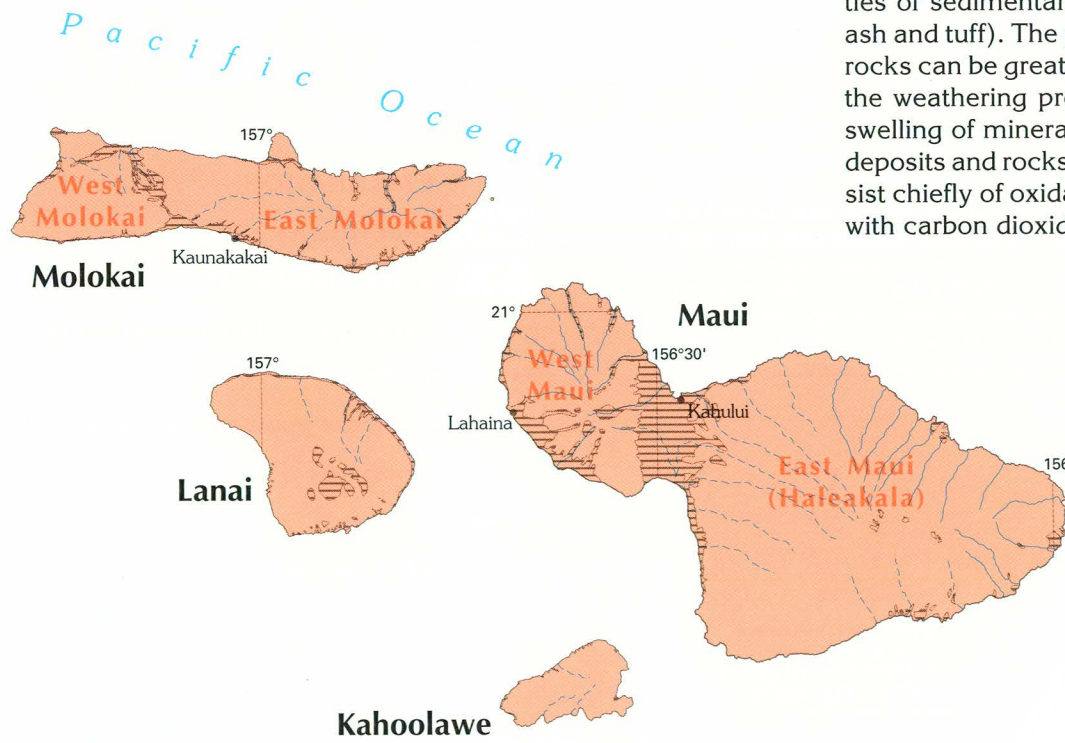 ties of sedimentar
ash and tuff). The
rocks can be great
the weathering pr
swelling of minera
deposits and rocks
sist chiefly of oxida
with carbon dioxid
Pacific Ocean
157°
West
Molokai
East Molokai
Kaunakakai
Molokai
21°
Maui
157°
West
Maui
156°30'
Lahaina
Kahului
Lanai
East Maui
(Haleakala)
156
Kahoolawe